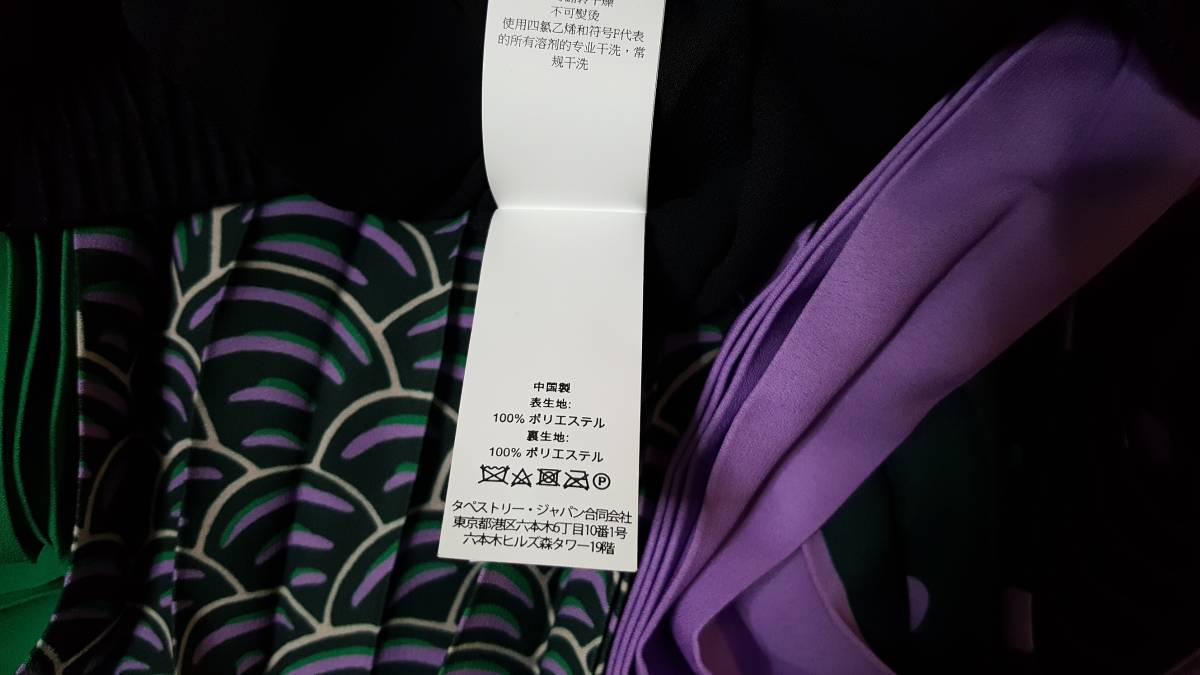 不可熨烫
使用四氯乙烯和符号F代表
的所有溶剂的专业干洗，常
规干洗
中国製
表生地:
100% ポリエステル
裏生地:
100% ポリエステル
P
タペストリー・ジャパン合同会社
東京都港区六本木6丁目10番1号
六本木ヒルズ森タワー19階